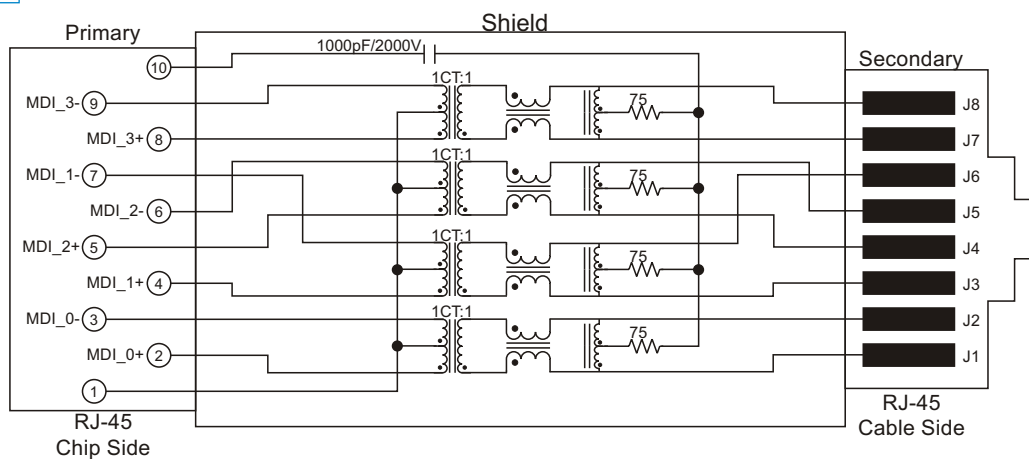 Shield
Primary
1000pF/2000V
Secondary
10
1CT:1
MDI_3- 9
75
J8
MDI_3+ 8
J7
1CT:1
MDI_1- 7
75
J6
MDI_2- 6
J5
1CT:1
MDI_2+ 5
75
J4
MDI_1+ 4
J3
1CT:1
MDI_0- 3
75
J2
MDI_0+ 2
J1
1
RJ-45
Chip Side
RJ-45
Cable Side